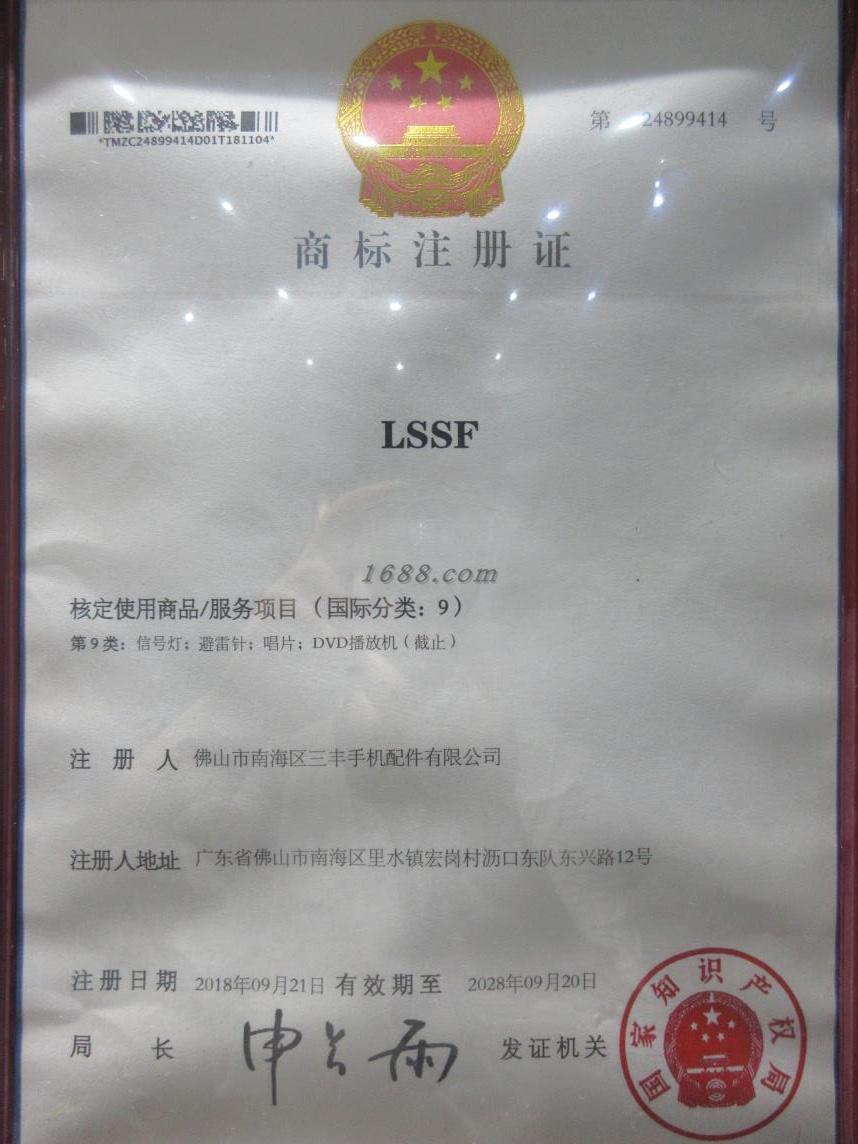 *TMZC24899414D01T181104*
第 24899414 号
商标注册证
LSSF
1688.com
核定使用商品/服务项目（国际分类：9）
第9类：信号灯；避雷针；唱片；DVD播放机（截止）
注册人 佛山市南海区三丰手机配件有限公司
注册人地址 广东省佛山市南海区里水镇宏岗村沥口东队东兴路12号
注册日期 2018年09月21日 有效期至 2028年09月20日
局长 申长雨 发证机关
国家知识产权局